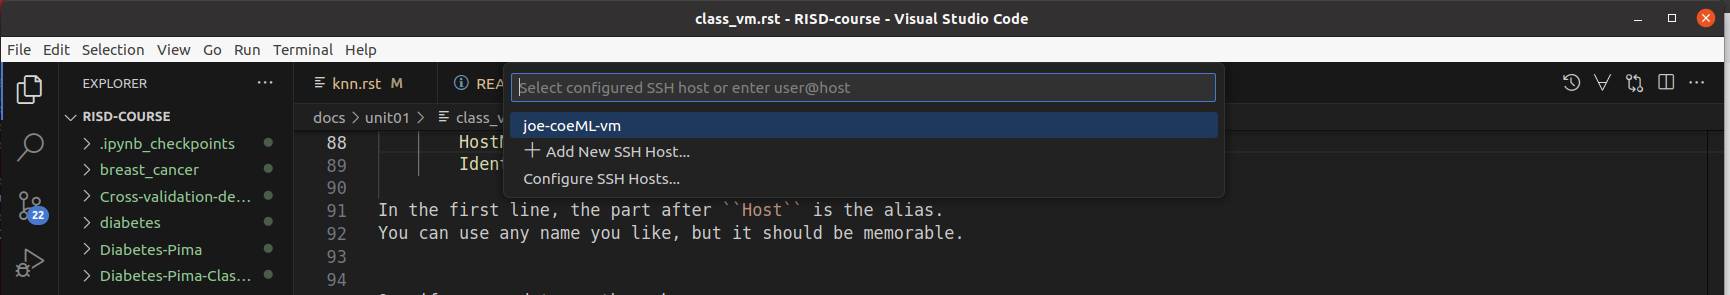 class_vm.rst - RISD-course - Visual Studio Code
File Edit Selection View Go Run Terminal Help
EXPLORER
RISD-COURSE
.ipynb_checkpoints
breast_cancer
Cross-validation-de...
diabetes
Diabetes-Pima
Diabetes-Pima-Clas...
22
knn.rst M
REA
Select configured SSH host or enter user@host
joe-coeML-vm
Add New SSH Host...
Configure SSH Hosts...
docs > unit01 > class_v
88 Host
89 Iden
90
91 In the first line, the part after ``Host`` is the alias.
92 You can use any name you like, but it should be memorable.
93
94